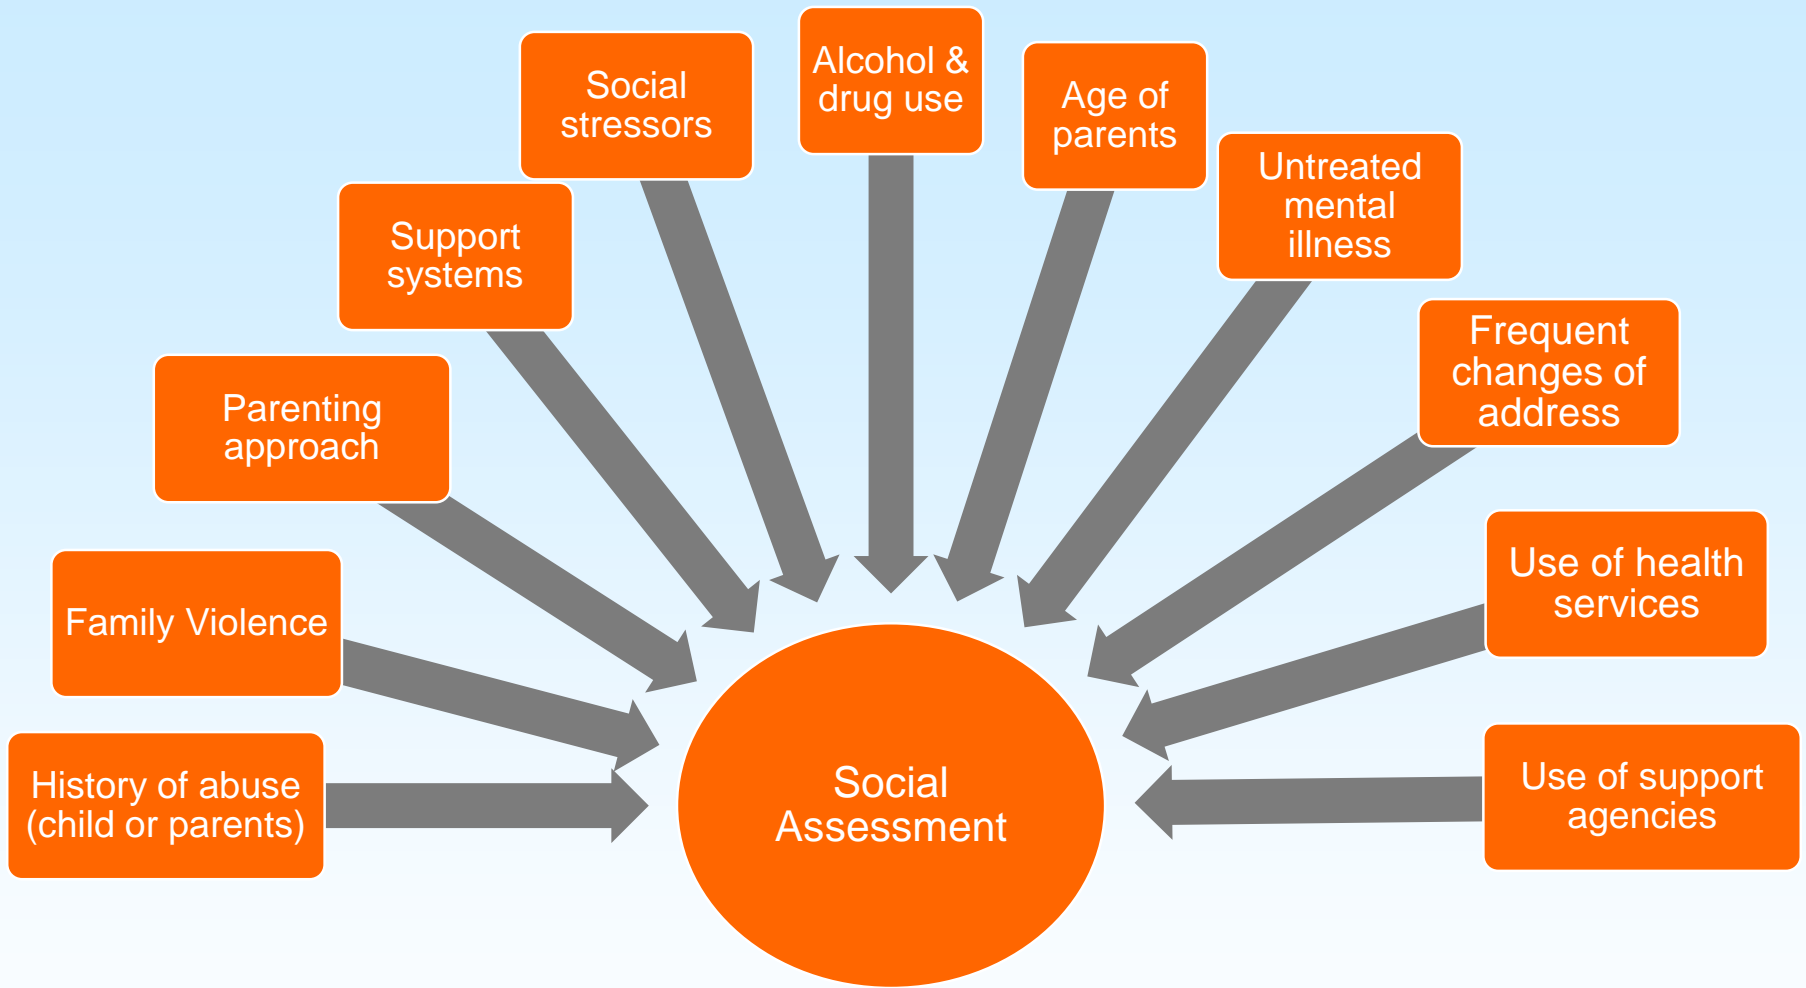 History of abuse
(child or parents)
Family Violence
Parenting
approach
Support
systems
Social
stressors
Alcohol &
drug use
Age of
parents
Untreated
mental
illness
Frequent
changes of
address
Use of health
services
Use of support
agencies
Social
Assessment